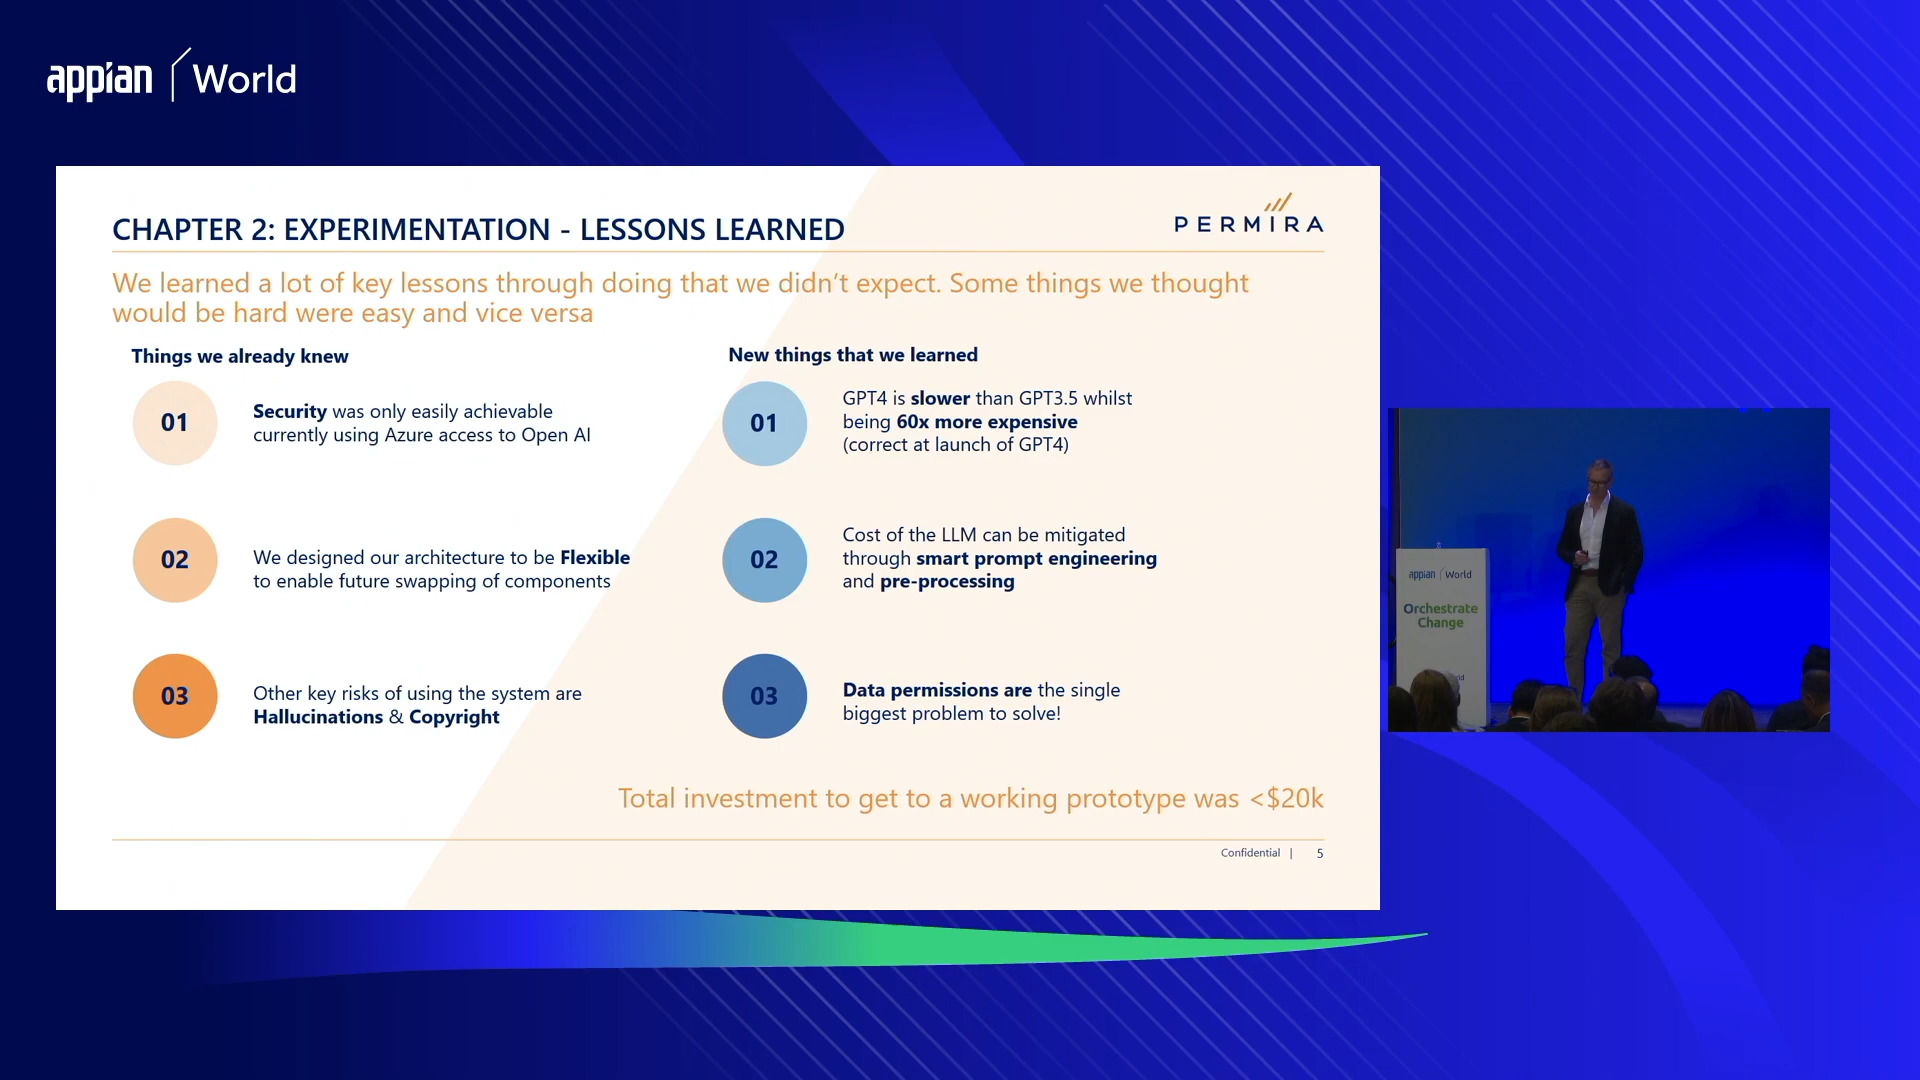 appian World
PERMIRA
CHAPTER 2: EXPERIMENTATION - LESSONS LEARNED
We learned a lot of key lessons through doing that we didn't expect. Some things we thought
would be hard were easy and vice versa
Things we already knew
01
Security was only easily achievable
currently using Azure access to Open AI
02
We designed our architecture to be Flexible
to enable future swapping of components
03
Other key risks of using the system are
Hallucinations & Copyright
New things that we learned
01
GPT4 is slower than GPT3.5 whilst
being 60x more expensive
(correct at launch of GPT4)
02
Cost of the LLM can be mitigated
through smart prompt engineering
and pre-processing
03
Data permissions are the single
biggest problem to solve!
Total investment to get to a working prototype was <$20k
Confidential | 5
appian World
Orchestrate
Change